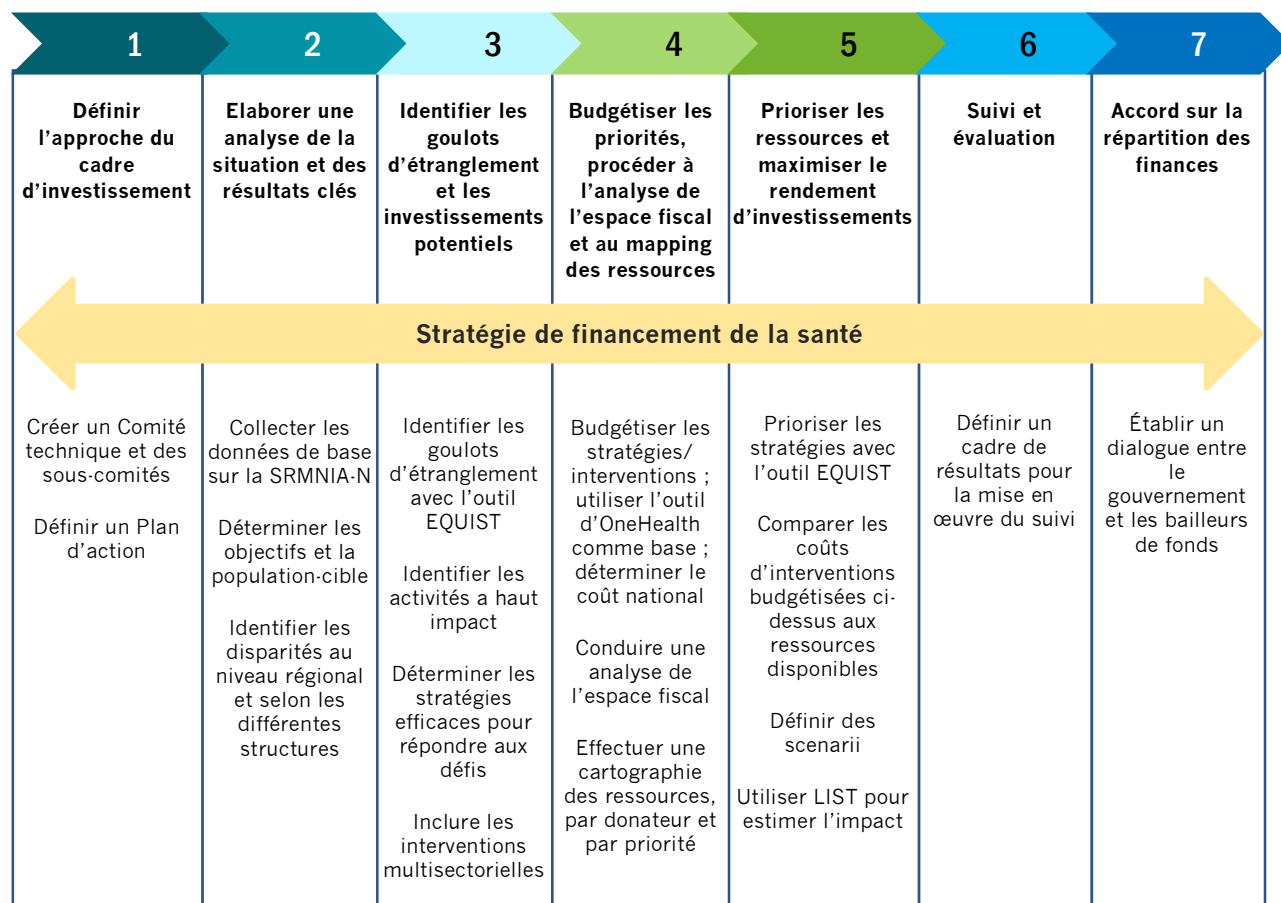 1
2
3
4
5
6
7
Définir
l'approche du
cadre
d'investissement
Elaborer une
analyse de la
situation et des
résultats clés
Identifier les
goulots
d'étranglement
et les
investissements
potentiels
Budgétiser les
priorités,
procéder à
l'analyse de
l'espace fiscal
et au mapping
des ressources
Prioriser les
ressources et
maximiser le
rendement
d'investissements
Suivi et
évaluation
Accord sur la
répartition des
finances
Stratégie de financement de la santé
Créer un Comité
technique et des
sous-comités
Définir un Plan
d'action
Collecter les
données de base
sur la SRMNIA-N
Déterminer les
objectifs et la
population-cible
Identifier les
disparités au
niveau régional
et selon les
différentes
structures
Identifier les
goulots
d'étranglement
avec l'outil
EQUIST
Identifier les
activités a haut
impact
Déterminer les
stratégies
efficaces pour
répondre aux
défis
Inclure les
interventions
multisectorielles
Budgétiser les
stratégies/
interventions ;
utiliser l'outil
d'OneHealth
comme base ;
déterminer le
coût national
Conduire une
analyse de
l'espace fiscal
Effectuer une
cartographie
des ressources,
par donateur et
par priorité
Prioriser les
stratégies avec
l'outil EQUIST
Comparer les
coûts
d'interventions
budgétisées ci-
dessus aux
ressources
disponibles
Définir des
scenarii
Utiliser LIST pour
estimer l'impact
Définir un
cadre de
résultats pour
la mise en
œuvre du suivi
Établir un
dialogue entre
le
gouvernement
et les bailleurs
de fonds